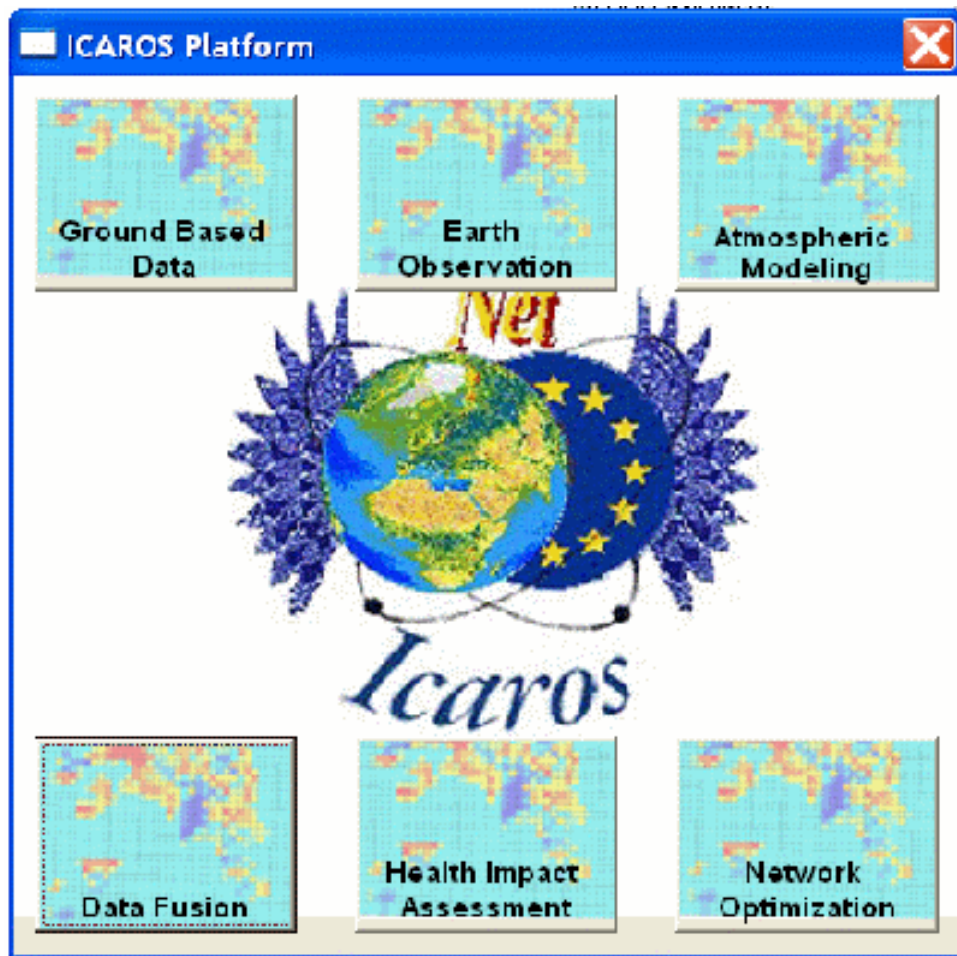 ICAROS Platform
Ground Based
Data
Earth
Observation
Atmospheric
Modeling
Net
Icaros
Data Fusion
Health Impact
Assessment
Network
Optimization